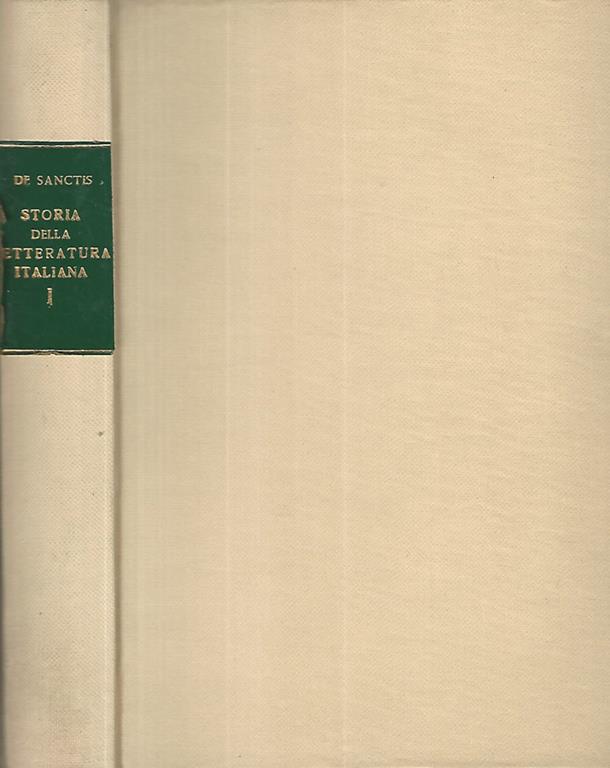 DE SANCTIS
STORIA
DELLA
ETTERATURA
ITALIANA
I